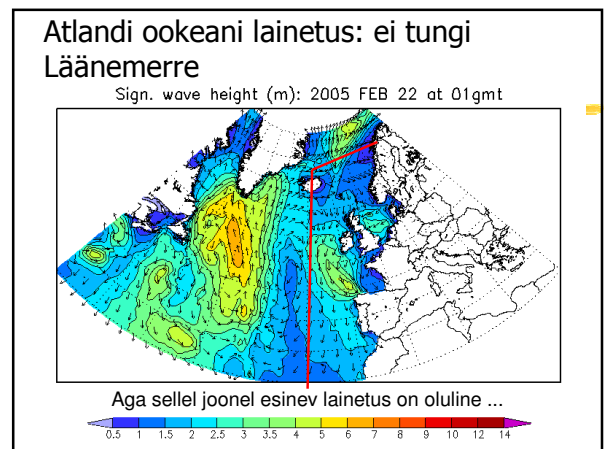 Atlandi ookeani lainetus: ei tungi
Läänemerre
Sign. wave height (m): 2005 FEB 22 at 01gmt
Aga sellel joonel esinev lainetus on oluline ...
0.5 1 1.5 2 2.5 3 3.5 4 5 6 7 8 9 10 12 14